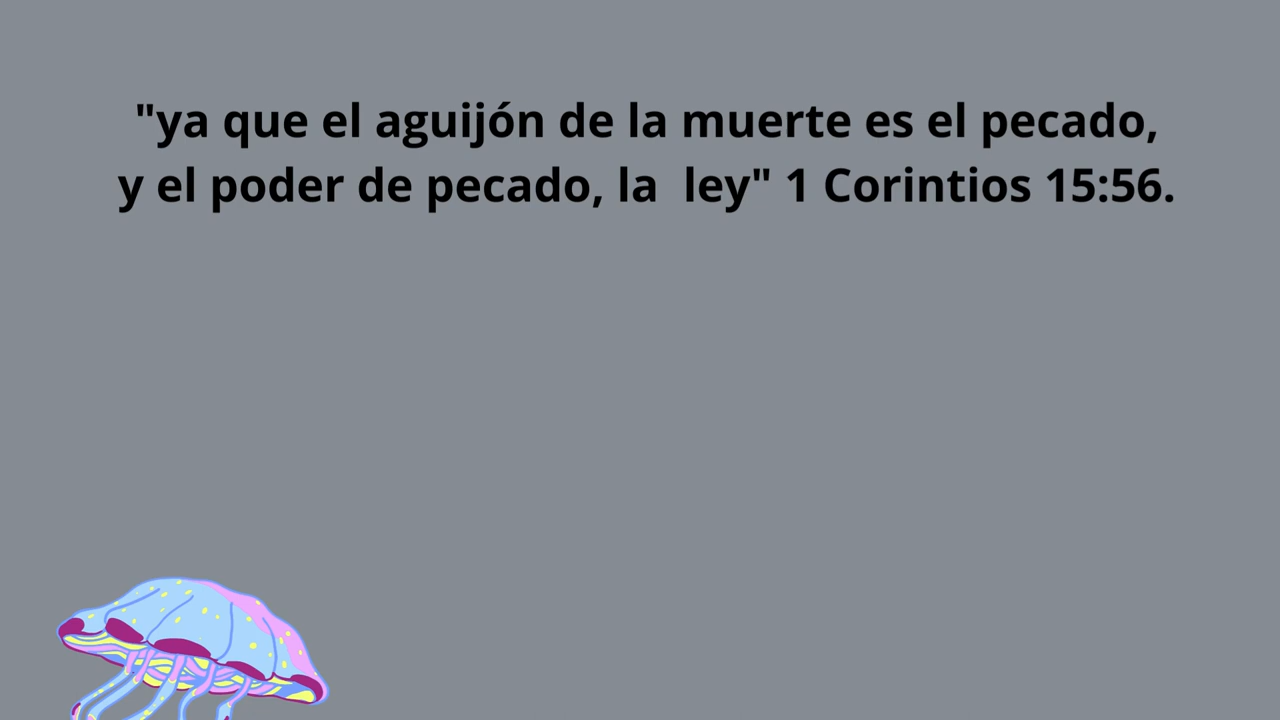 "ya que el aguijón de la muerte es el pecado,
y el poder de pecado, la  ley" 1 Corintios 15:56.